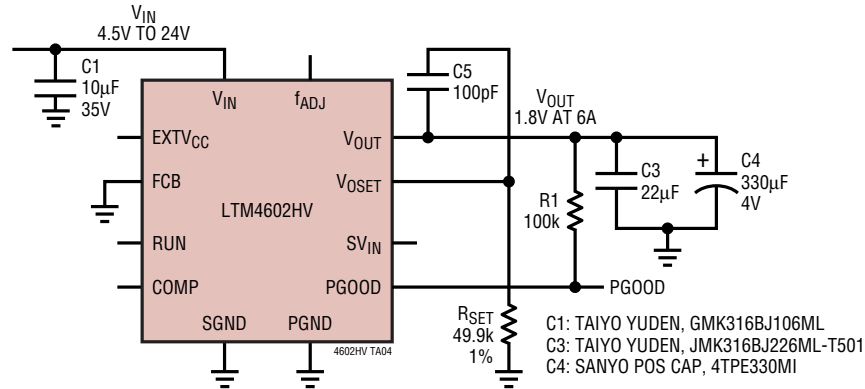 VIN
4.5V TO 24V
C1
10µF
35V
C5
100pF
VOUT
1.8V AT 6A
VIN
fADJ
EXTVCC
VOUT
FCB
VOSET
LTM4602HV
RUN
SVIN
COMP
PGOOD
SGND
PGND
4602HV TA04
R1
100k
C3
22µF
+
C4
330µF
4V
PGOOD
RSET
49.9k
1%
C1: TAIYO YUDEN, GMK316BJ106ML
C3: TAIYO YUDEN, JMK316BJ226ML-T501
C4: SANYO POS CAP, 4TPE330MI